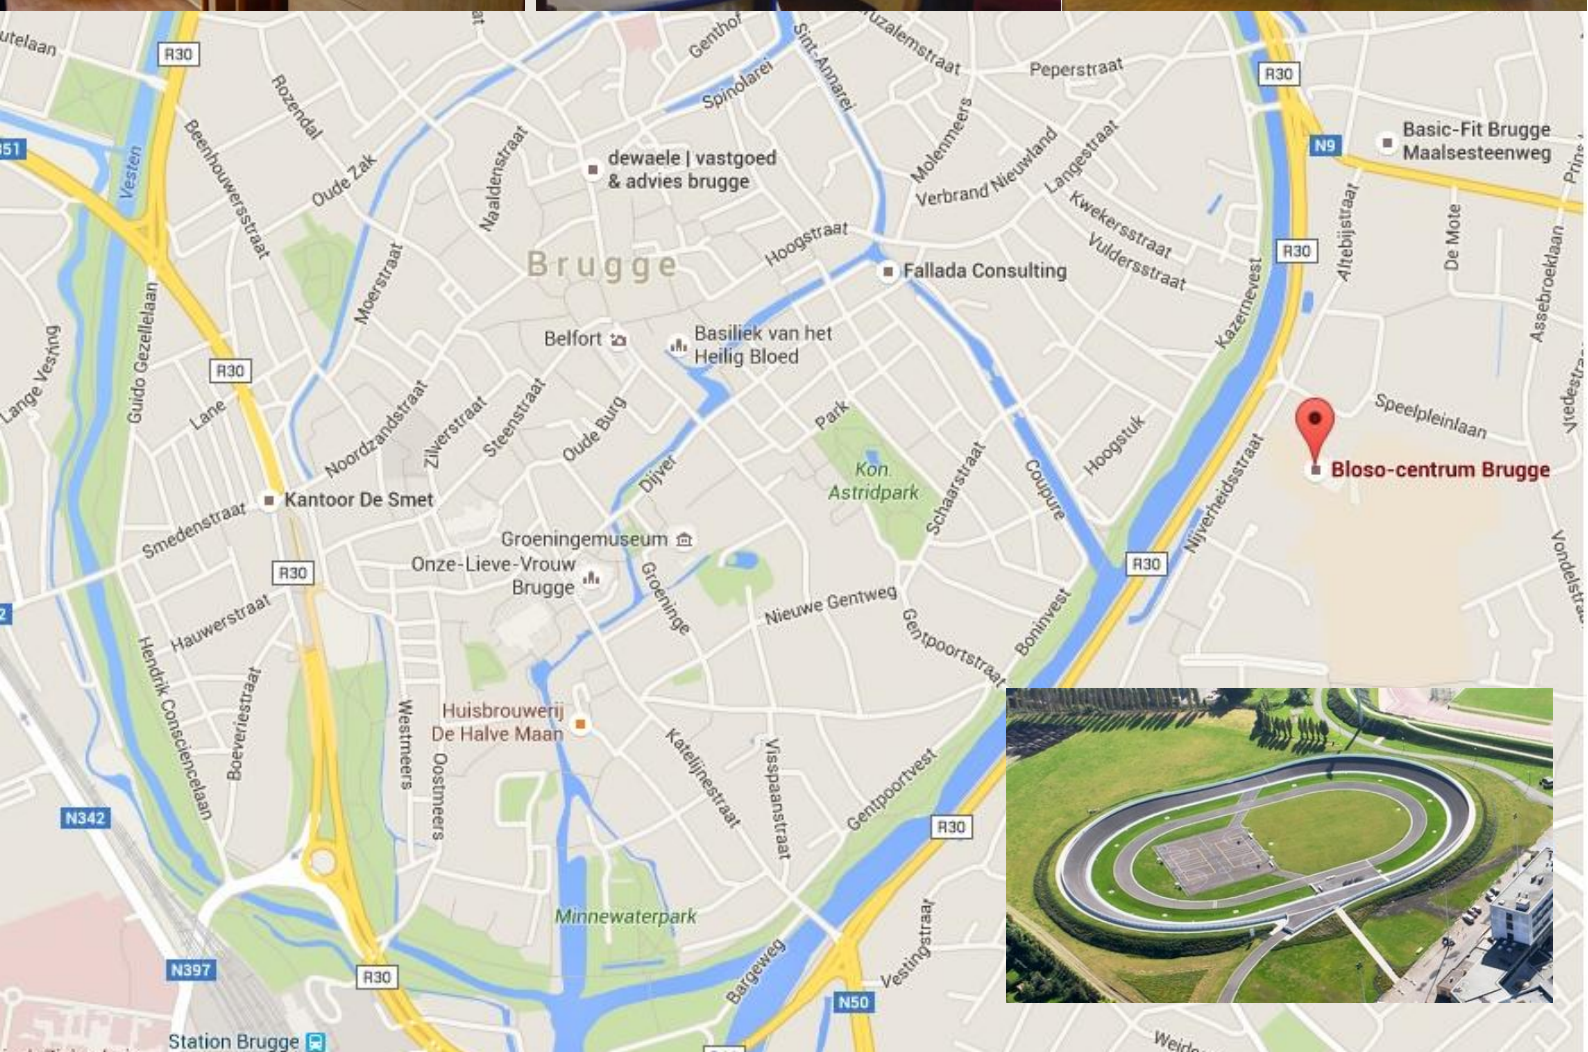 R30
Rozendal
Genthof
Spinolarei
Sint-Annarei
Peperstraat
R30
Basic-Fit Brugge
Maalsesteenweg
N9
Vesten
Beenhouwersstraat
Oude Zak
Naaldenstraat
dewaele | vastgoed
& advies brugge
Molenmeers
Verbrand Nieuwland
Langestraat
Kwekersstraat
Vuldersstraat
Hoogstraat
Brugge
Fallada Consulting
R30
Altebijstraat
De Mote
Assebroeklaan
Kazernevest
Moerstraat
Guido Gezellelaan
Belfort
Basiliek van het
Heilig Bloed
R30
Lane
Noordzandstraat
Zilverstraat
Steenstraat
Oude Burg
Dijver
Park
Kon.
Astridpark
Schaarstraat
Coupure
Hoogstuk
Speelpleinlaan
Bloso-centrum Brugge
Nijverheidsstraat
Kantoor De Smet
Smedenstraat
Groeningemuseum
Onze-Lieve-Vrouw
Brugge
Groeninge
R30
R30
Nieuwe Gentweg
Gentpoortstraat
Boninvest
Hauwerstraat
Hendrik Consciencelaan
Boeveriestraat
Westmeers
Oostmeers
Huisbrouwerij
De Halve Maan
Katelijnestraat
Visspaanstraat
Gentpoortvest
R30
N342
Minnewaterpark
Bargeweg
Vestingstraat
N397
R30
N50
Station Brugge